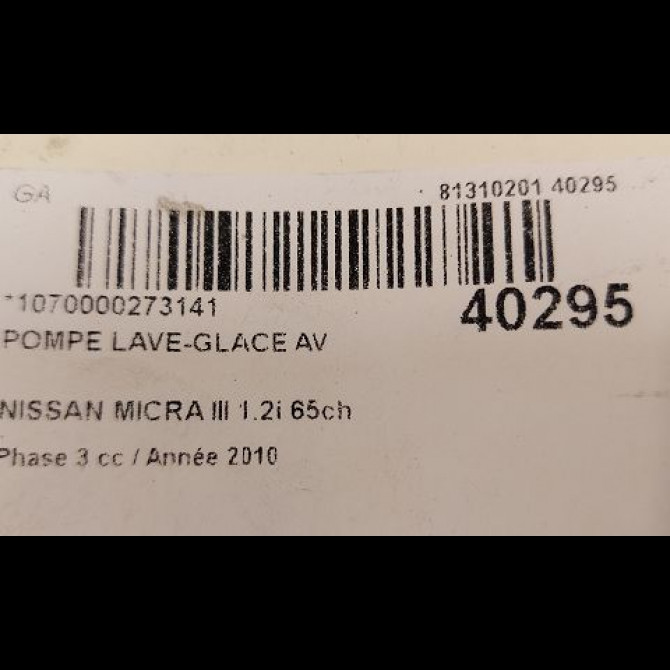 GA
81310201 40295
*1070000273141
40295
POMPE LAVE-GLACE AV
NISSAN MICRA III 1.2i 65ch
Phase 3 cc / Année 2010